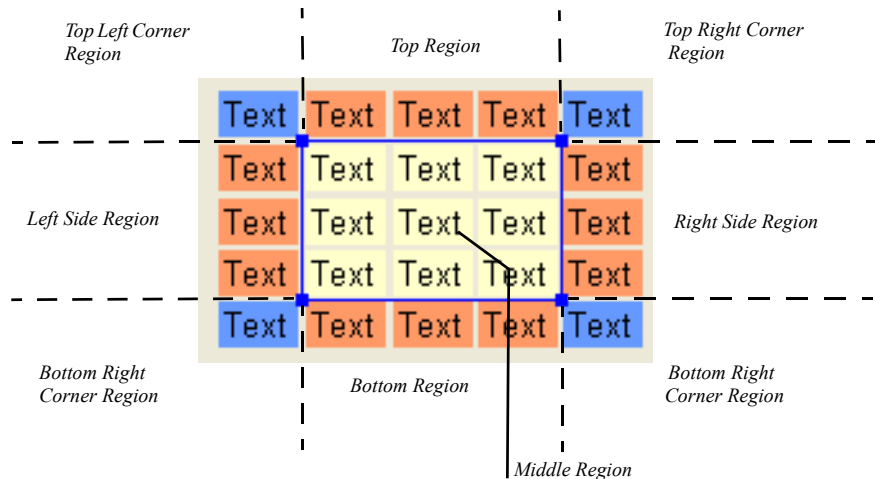 Top Left Corner
Region
Top Region
Top Right Corner
Region
Text Text Text Text Text
Text Text Text Text Text
Left Side Region
Text Text Text Text Text
Right Side Region
Text Text Text Text Text
Text Text Text Text Text
Bottom Right
Corner Region
Bottom Region
Bottom Right
Corner Region
Middle Region